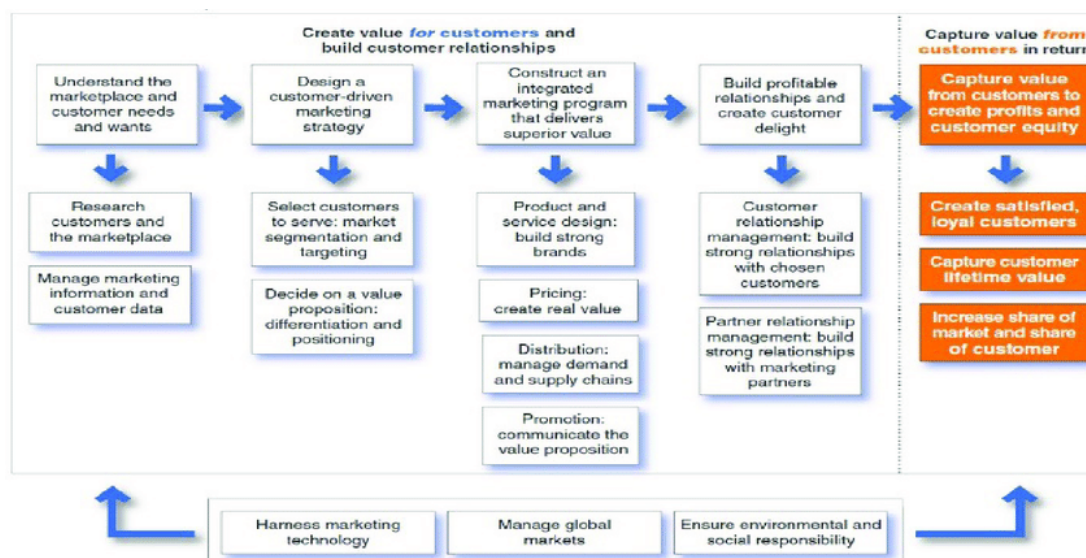 Create value for customers and
build customer relationships
Capture value from
customers in return
Understand the
marketplace and
customer needs
and wants
Design a
customer-driven
marketing
strategy
Construct an
integrated
marketing program
that delivers
superior value
Build profitable
relationships and
create customer
delight
Capture value
from customers to
create profits and
customer equity
Research
customers and
the marketplace
Manage marketing
information and
customer data
Select customers
to serve: market
segmentation and
targeting
Decide on a value
proposition:
differentiation and
positioning
Product and
service design:
build strong
brands
Pricing:
create real value
Distribution:
manage demand
and supply chains
Promotion:
communicate the
value proposition
Customer
relationship
management: build
strong relationships
with chosen
customers
Partner relationship
management: build
strong relationships
with marketing
partners
Create satisfied,
loyal customers
Capture customer
lifetime value
Increase share of
market and share
of customer
Harness marketing
technology
Manage global
markets
Ensure environmental and
social responsibility